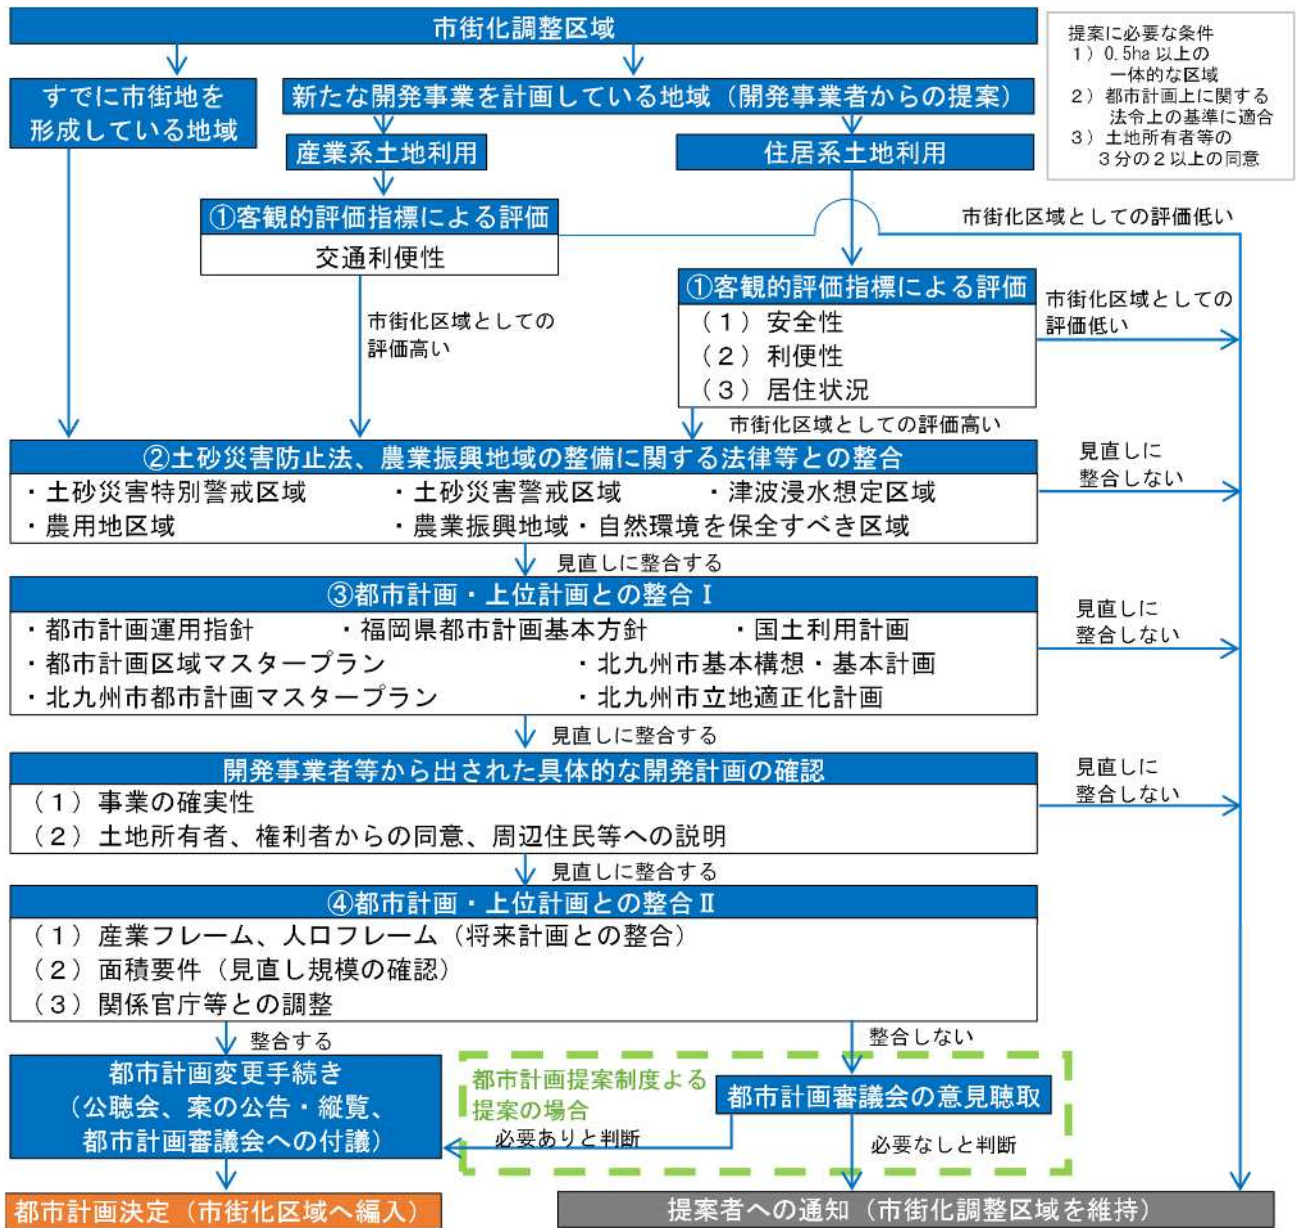 市街化調整区域
提案に必要な条件
1）0.5ha 以上の
一体的な区域
2）都市計画上に関する
法令上の基準に適合
3）土地所有者等の
3分の2以上の同意
すでに市街地を
形成している地域
新たな開発事業を計画している地域（開発事業者からの提案）
産業系土地利用
住居系土地利用
①客観的評価指標による評価
交通利便性
市街化区域としての評価低い
①客観的評価指標による評価
（１）安全性
（２）利便性
（３）居住状況
市街化区域としての
評価低い
市街化区域としての
評価高い
市街化区域としての評価高い
②土砂災害防止法、農業振興地域の整備に関する法律等との整合
・土砂災害特別警戒区域　・土砂災害警戒区域　・津波浸水想定区域
・農用地区域　・農業振興地域・自然環境を保全すべき区域
見直しに
整合しない
見直しに整合する
③都市計画・上位計画との整合Ⅰ
・都市計画運用指針　・福岡県都市計画基本方針　・国土利用計画
・都市計画区域マスタープラン　・北九州市基本構想・基本計画
・北九州市都市計画マスタープラン　・北九州市立地適正化計画
見直しに
整合しない
見直しに整合する
開発事業者等から出された具体的な開発計画の確認
（１）事業の確実性
（２）土地所有者、権利者からの同意、周辺住民等への説明
見直しに
整合しない
見直しに整合する
④都市計画・上位計画との整合Ⅱ
（１）産業フレーム、人口フレーム（将来計画との整合）
（２）面積要件（見直し規模の確認）
（３）関係官庁等との調整
整合する
整合しない
都市計画変更手続き
（公聴会、案の公告・縦覧、
都市計画審議会への付議）
都市計画提案制度よる
提案の場合
都市計画審議会の意見聴取
必要ありと判断
必要なしと判断
都市計画決定（市街化区域へ編入）
提案者への通知（市街化調整区域を維持）